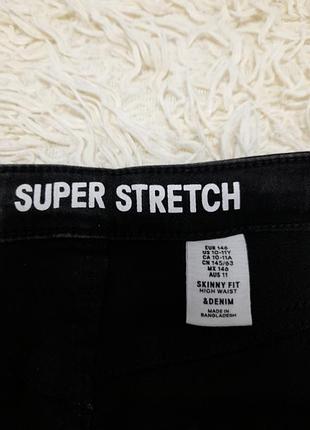 SUPER STRETCH
EUR 146
US 10-11Y
CA 10-11A
CN 145/63
MX 146
AUS 11
SKINNY FIT
HIGH WAIST
&DENIM
MADE IN
BANGLADESH